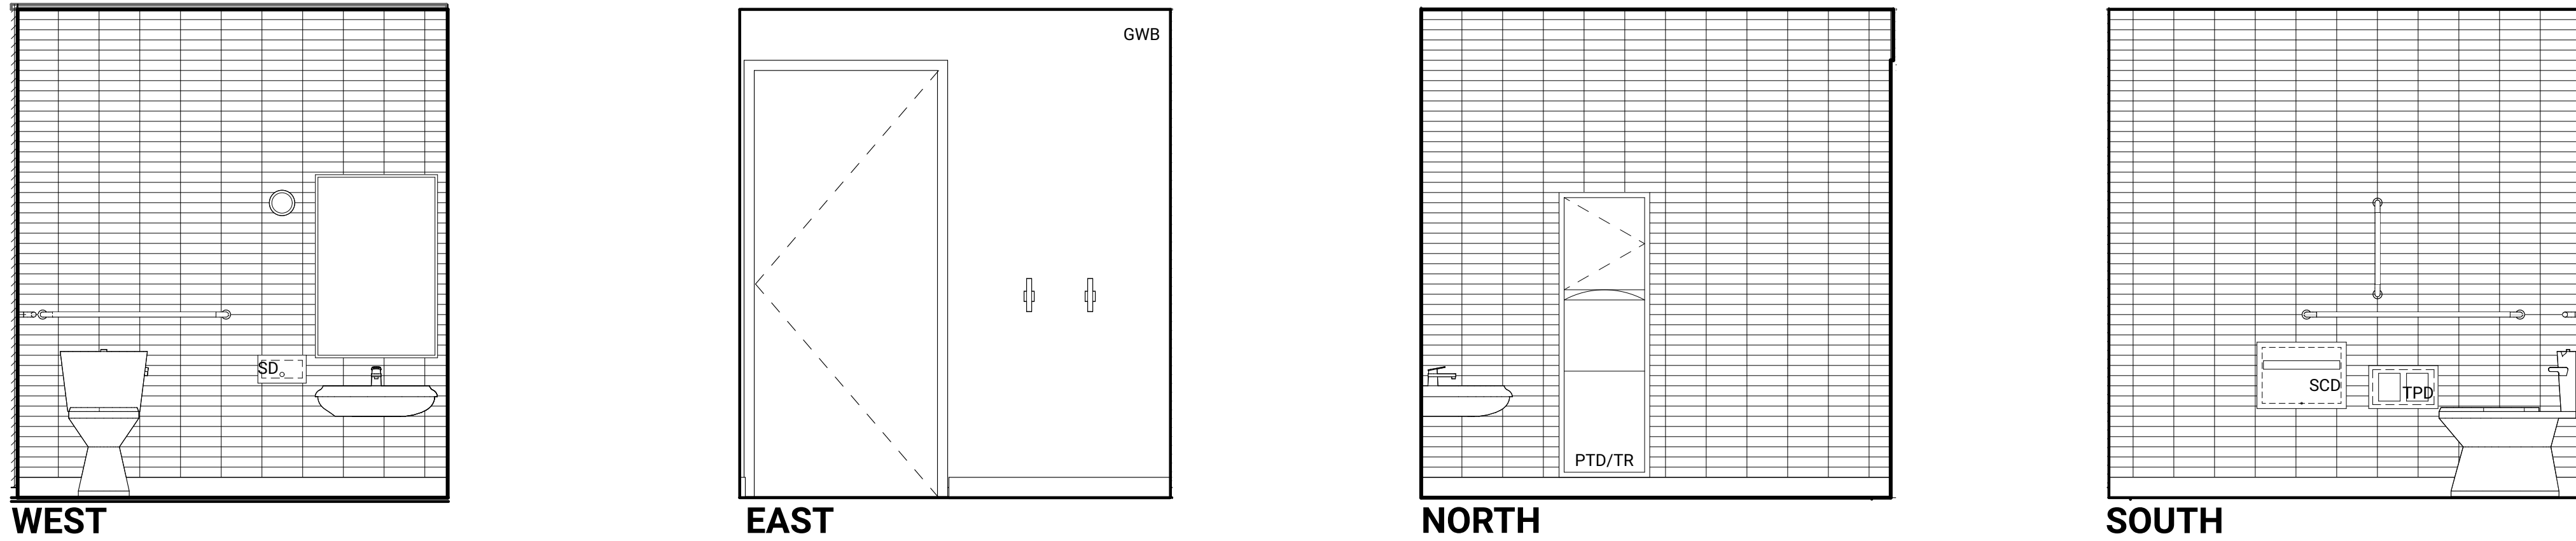 GWB
SD
SCD
TPD
PTD/TR
WEST
EAST
NORTH
SOUTH